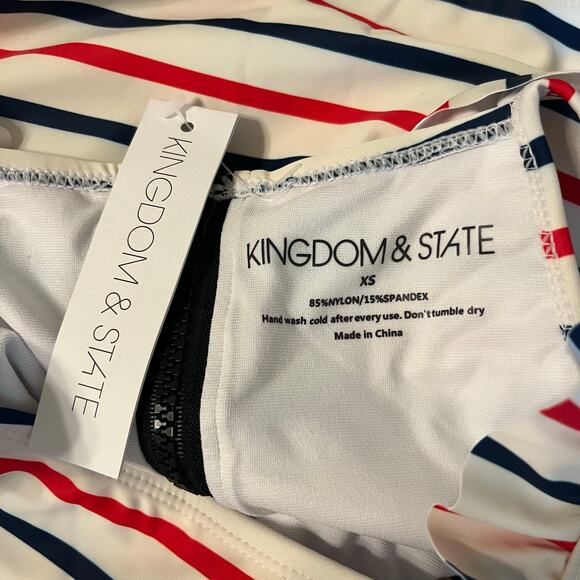 KINGDOM & STATE
KINGDOM & STATE
XS
85%NYLON/15%SPANDEX
Hand wash cold after every use. Don't tumble dry
Made in China